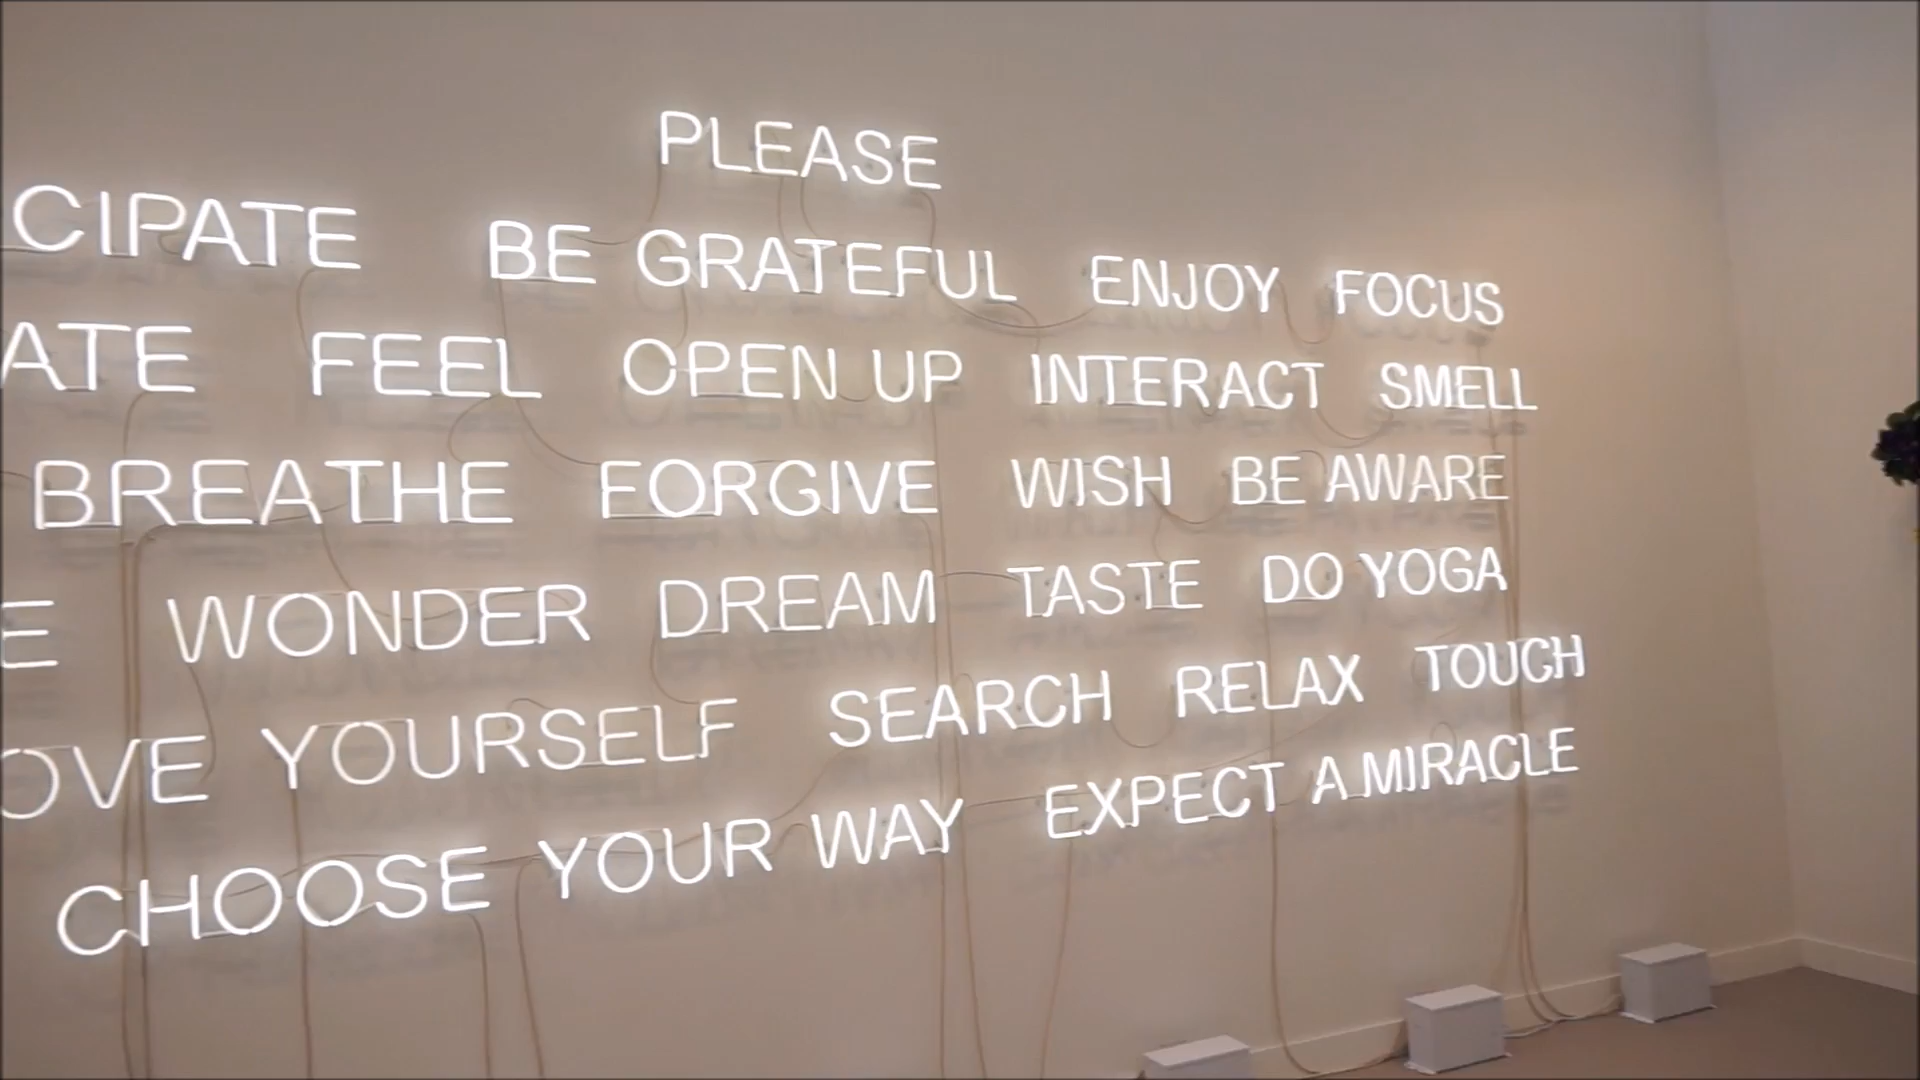 PLEASE
CIPATE BE GRATEFUL ENJOY FOCUS
ATE FEEL OPEN UP INTERACT SMELL
BREATHE FORGIVE WISH BE AWARE
E WONDER DREAM TASTE DO YOGA
OVE YOURSELF SEARCH RELAX TOUCH
CHOOSE YOUR WAY EXPECT A MIRACLE